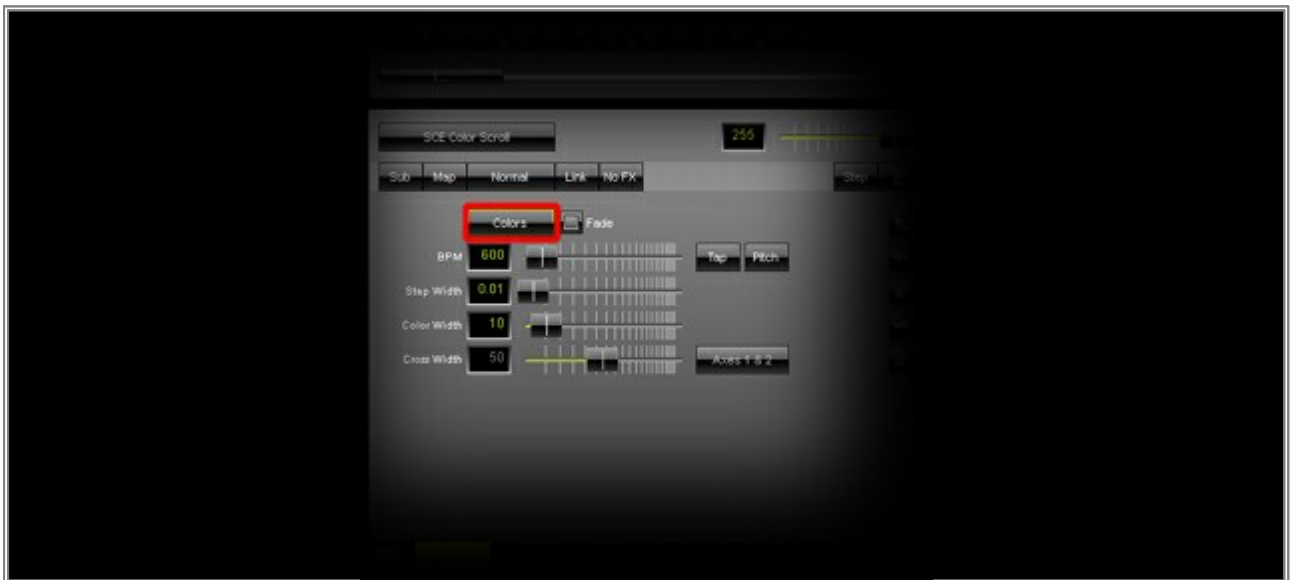 SCE Color Scroll 255
Sub Map Normal Link No FX Step
Colors Fade
BPM 600 Tap Pitch
Step Width 0.01
Color Width 10
Cross Width 50 Axes 1 & 2